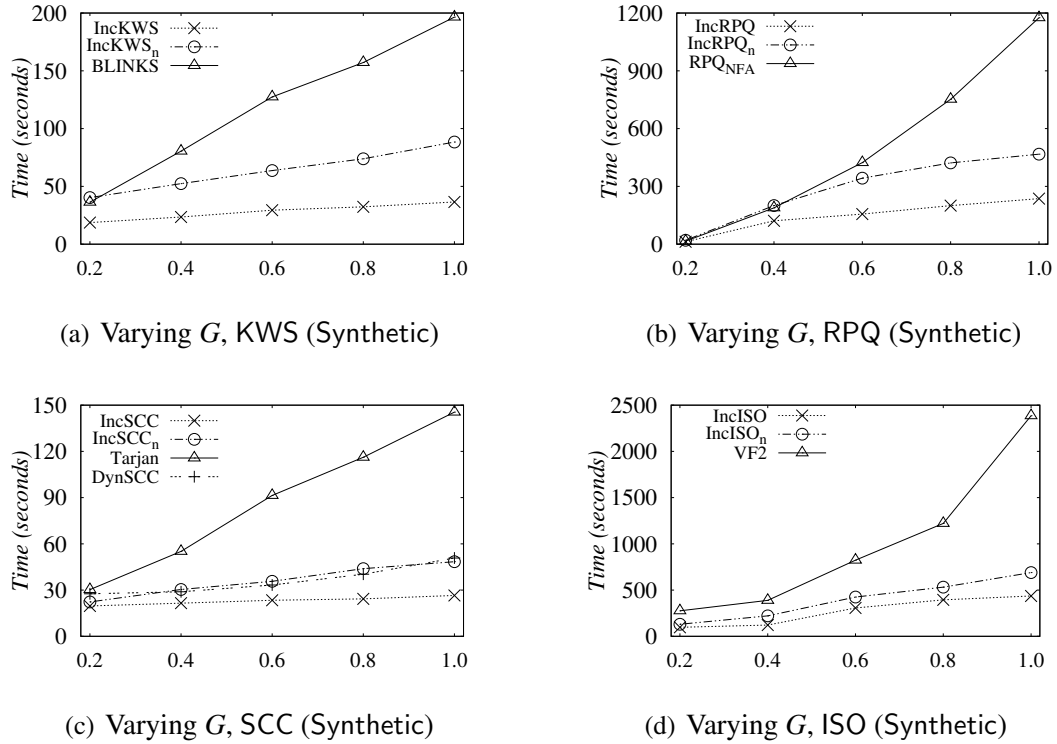 200
150
100
50
0
Time (seconds)
IncKWS
IncKWSn
BLINKS
0.2 0.4 0.6 0.8 1.0
(a) Varying G, KWS (Synthetic)
1200
900
600
300
0
Time (seconds)
IncRPQ
IncRPQn
RPQNFA
0.2 0.4 0.6 0.8 1.0
(b) Varying G, RPQ (Synthetic)
150
120
90
60
30
0
Time (seconds)
IncSCC
IncSCCn
Tarjan
DynSCC
0.2 0.4 0.6 0.8 1.0
(c) Varying G, SCC (Synthetic)
2500
2000
1500
1000
500
0
Time (seconds)
IncISO
IncISOn
VF2
0.2 0.4 0.6 0.8 1.0
(d) Varying G, ISO (Synthetic)